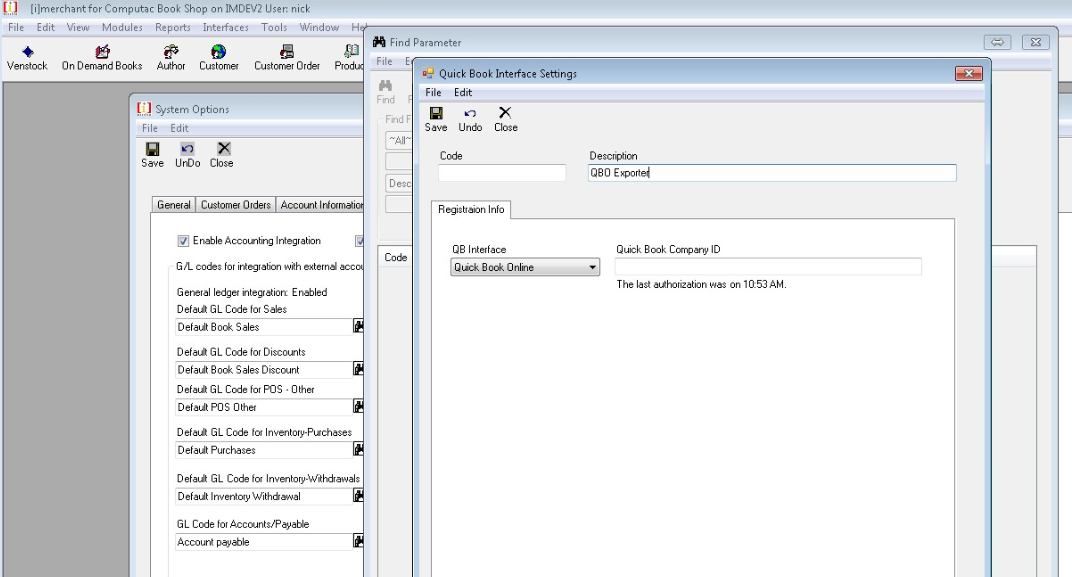 [i]merchant for Computac Book Shop on IMDEV2 User: nick
File Edit View Modules Reports Interfaces Tools Window
Venstock On Demand Books Author Customer Customer Order
Find Parameter
File
Find
~All~
Code
System Options
File Edit
Save UnDo Close
General Customer Orders Account Information
Enable Accounting Integration
G/L codes for integration with external
General ledger integration: Enabled
Default GL Code for Sales
Default Book Sales
Default GL Code for Discounts
Default Book Sales Discount
Default GL Code for POS - Other
Default POS Other
Default GL Code for Inventory-Purchases
Default Purchases
Default GL Code for Inventory-Withdrawals
Default Inventory Withdrawal
GL Code for Accounts/Payable
Account payable
Quick Book Interface Settings
File Edit
Save Undo Close
Code Description
QBO Exporter
Registraion Info
QB Interface Quick Book Company ID
Quick Book Online
The last authorization was on 10:53 AM.